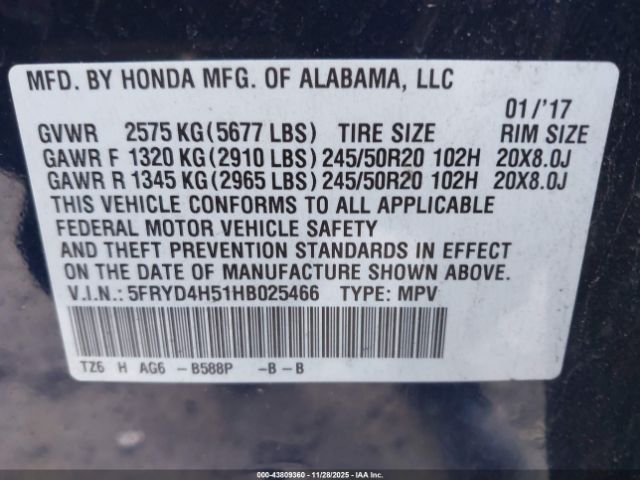 MFD. BY HONDA MFG. OF ALABAMA, LLC
01/'17
GVWR 2575 KG (5677 LBS) TIRE SIZE RIM SIZE
GAWR F 1320 KG (2910 LBS) 245/50R20 102H 20X8.0J
GAWR R 1345 KG (2965 LBS) 245/50R20 102H 20X8.0J
THIS VEHICLE CONFORMS TO ALL APPLICABLE
FEDERAL MOTOR VEHICLE SAFETY
AND THEFT PREVENTION STANDARDS IN EFFECT
ON THE DATE OF MANUFACTURE SHOWN ABOVE.
V.I.N.: 5FRYD4H51HB025466 TYPE: MPV
TZ6 H AG6 - B588P - B - B
000-43809360 - 11/28/2025 - IAA Inc.